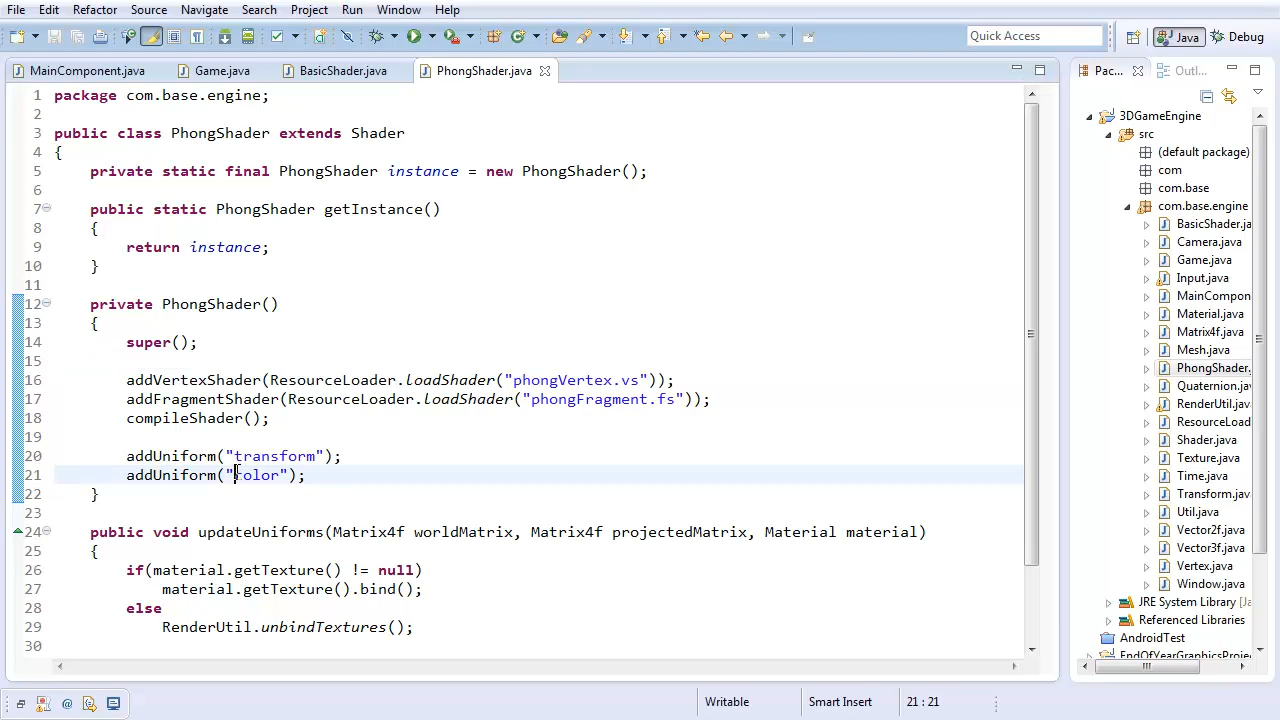 File Edit Refactor Source Navigate Search Project Run Window Help
Quick Access
Java
Debug
MainComponent.java
Game.java
BasicShader.java
PhongShader.java
Pac...
Outl...
1 package com.base.engine;
2
3 public class PhongShader extends Shader
4 {
5 private static final PhongShader instance = new PhongShader();
6
7 public static PhongShader getInstance()
8 {
9 return instance;
10 }
11
12 private PhongShader()
13 {
14 super();
15
16 addVertexShader(ResourceLoader.loadShader("phongVertex.vs"));
17 addFragmentShader(ResourceLoader.loadShader("phongFragment.fs"));
18 compileShader();
19
20 addUniform("transform");
21 addUniform("color");
22 }
23
24 public void updateUniforms(Matrix4f worldMatrix, Matrix4f projectedMatrix, Material material)
25 {
26 if(material.getTexture() != null)
27 material.getTexture().bind();
28 else
29 RenderUtil.unbindTextures();
30
3DGameEngine
src
(default package)
com
com.base
com.base.engine
BasicShader.ja
Camera.java
Game.java
Input.java
MainCompon
Material.java
Matrix4f.java
Mesh.java
PhongShader.
Quaternion.jav
RenderUtil.jav
ResourceLoad
Shader.java
Texture.java
Time.java
Transform.java
Util.java
Vector2f.java
Vector3f.java
Vertex.java
Window.java
JRE System Library [Ja
Referenced Libraries
AndroidTest
EndOfYearGraphicsProje
Writable
Smart Insert
21 : 21